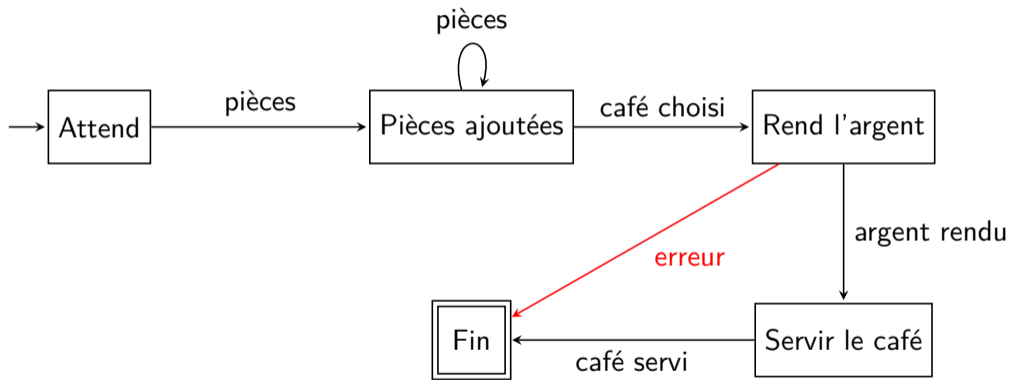 pièces
pièces
café choisi
Attend
Pièces ajoutées
Rend l'argent
argent rendu
erreur
Fin
Servir le café
café servi